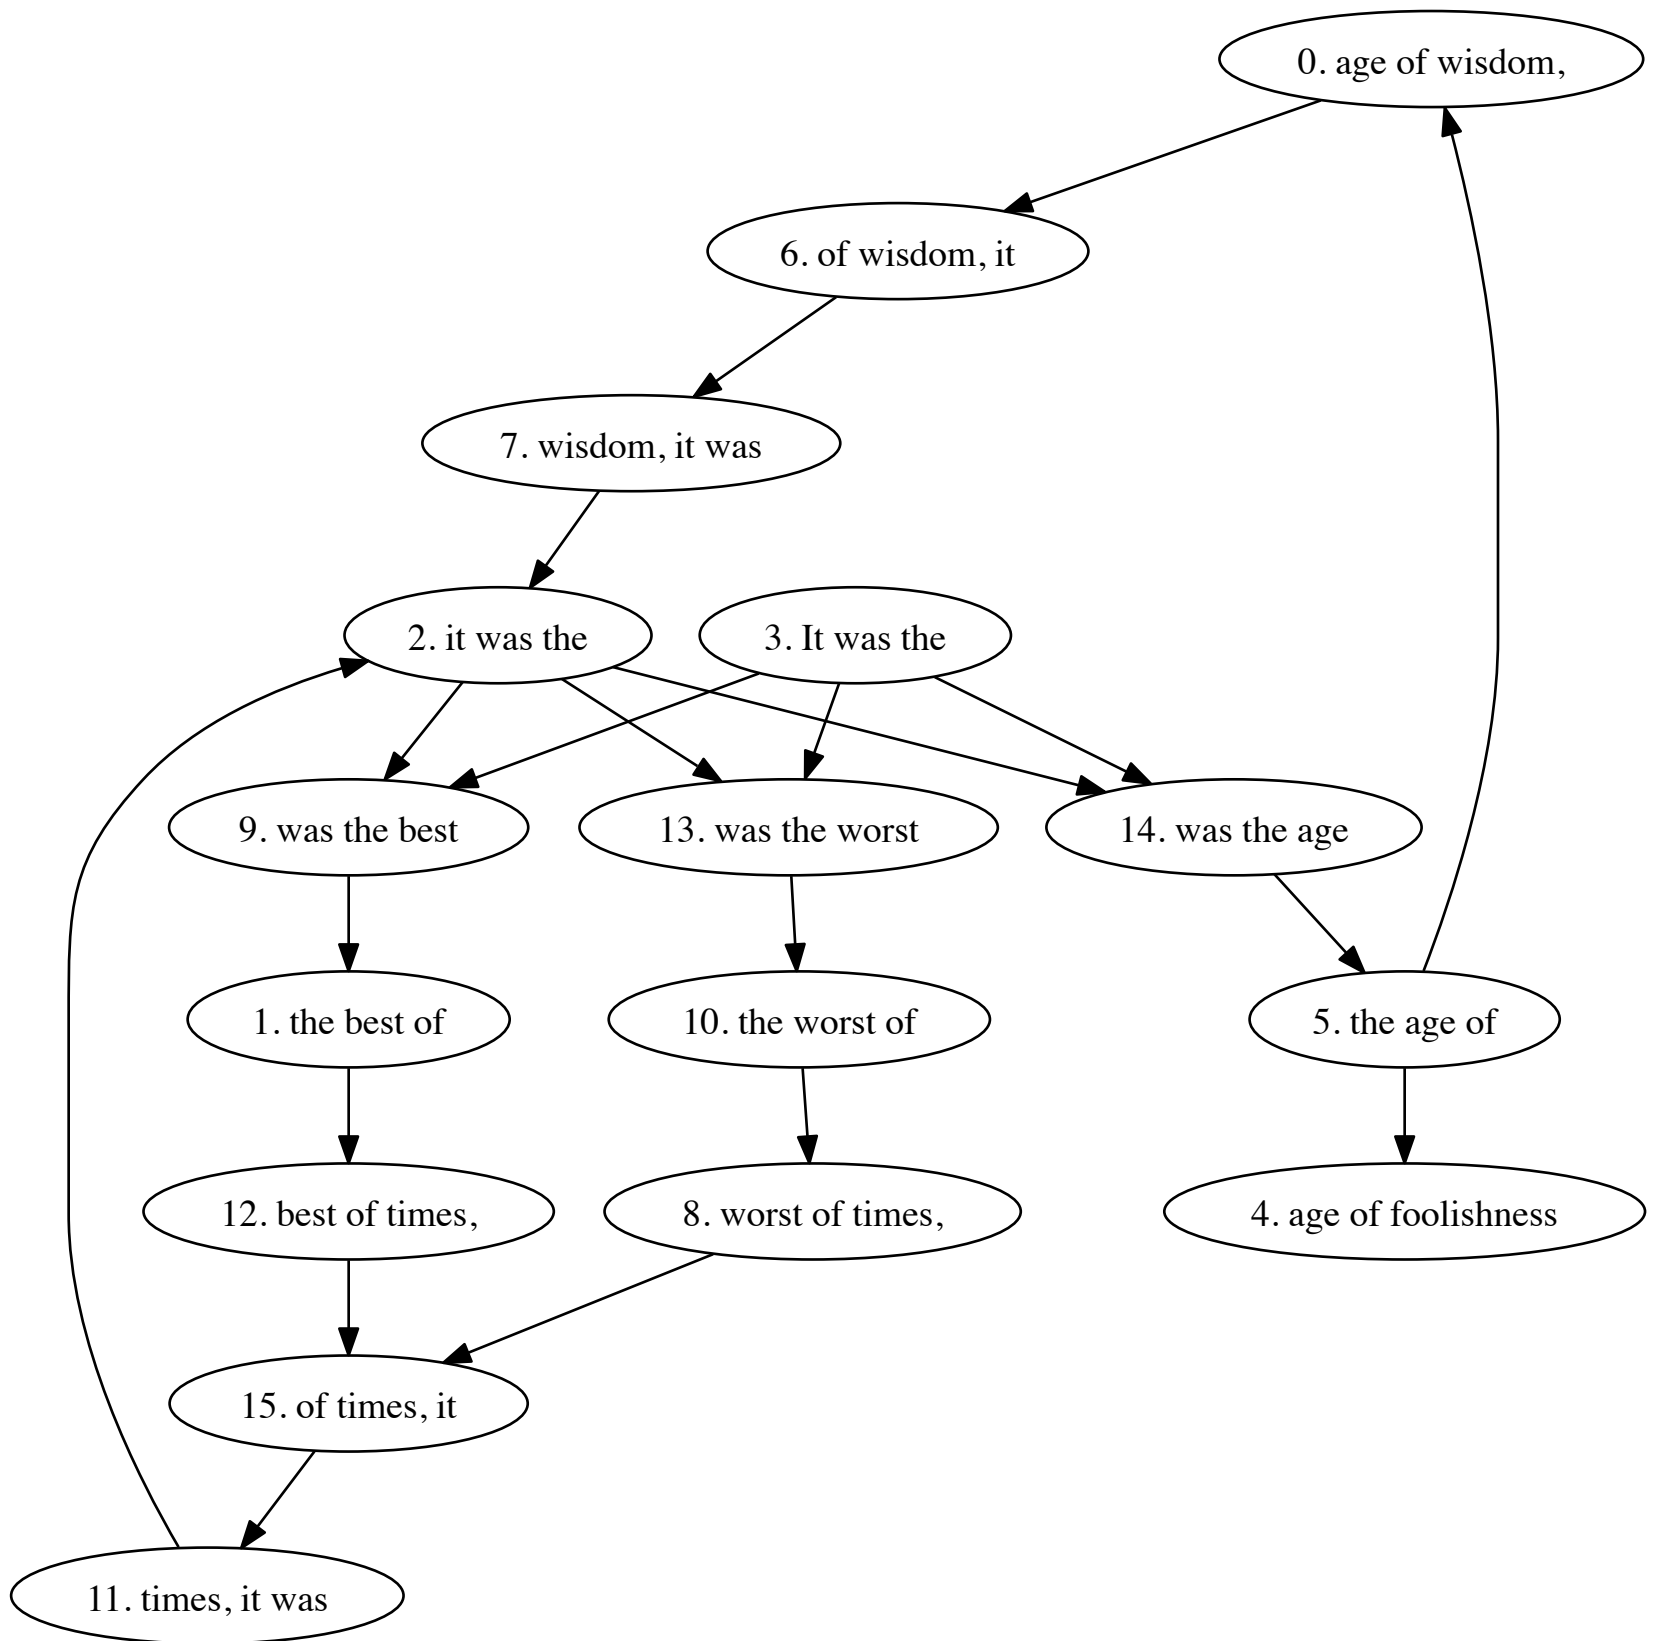 0. age of wisdom,
6. of wisdom, it
7. wisdom, it was
2. it was the
3. It was the
9. was the best
13. was the worst
14. was the age
1. the best of
10. the worst of
5. the age of
12. best of times,
8. worst of times,
4. age of foolishness
15. of times, it
11. times, it was